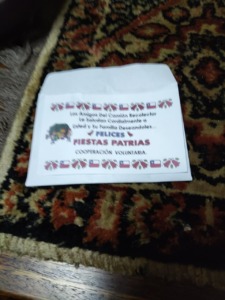 Los Amigos Del Camión Recolector
Le Saludan Cordialmente a
Usted y Su Familia Deseandoles...
FELICES
FIESTAS PATRIAS
COOPERACIÓN VOLUNTARIA.